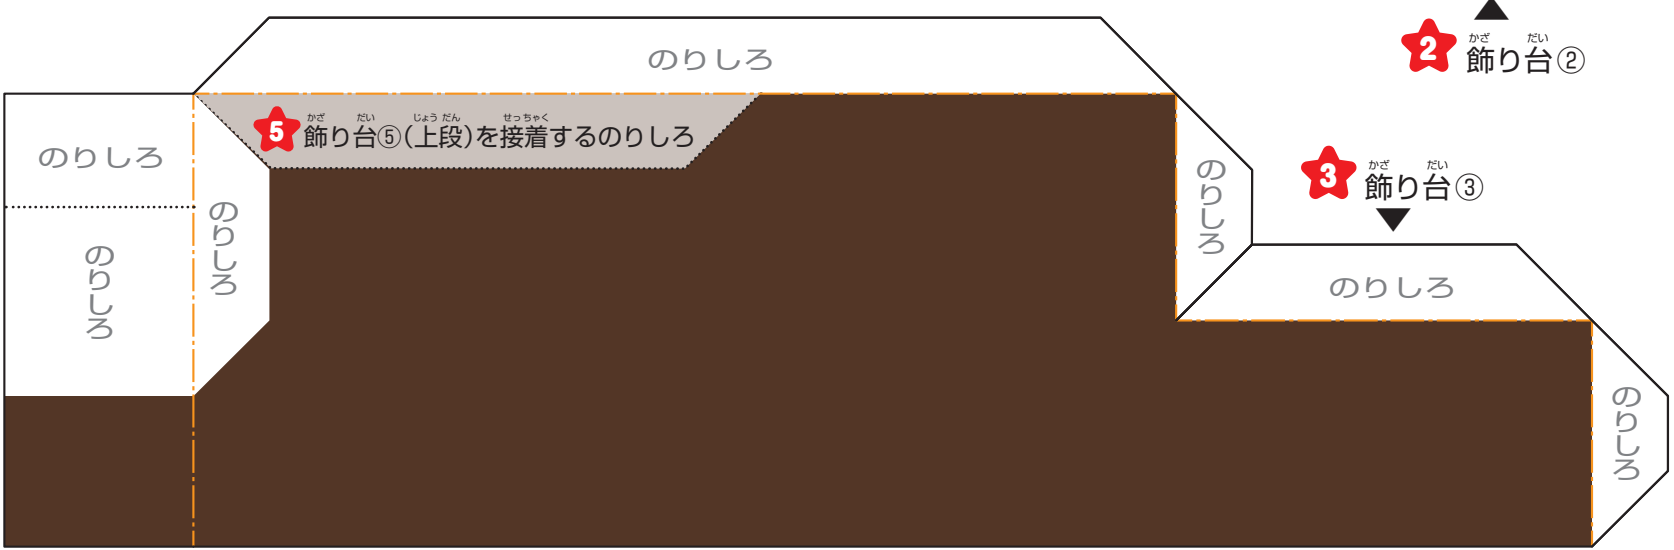 のりしろ
2 飾り台②
かざ だい
5 飾り台⑤(上段)を接着するのりしろ
かざ だい じょうだん せっちゃく
のりしろ
のりしろ
のりしろ
のりしろ
3 飾り台③
かざ だい
のりしろ
のりしろ